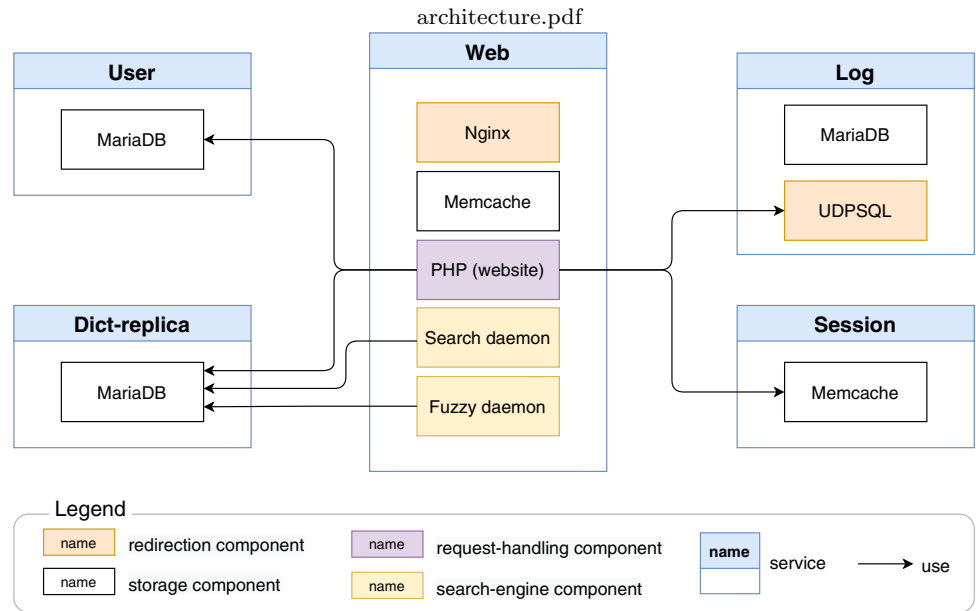 architecture.pdf
User
MariaDB
Web
Nginx
Memcache
PHP (website)
Search daemon
Fuzzy daemon
Log
MariaDB
UDPSQL
Dict-replica
MariaDB
Session
Memcache
Legend
name
redirection component
name
storage component
name
request-handling component
name
search-engine component
name
service
use